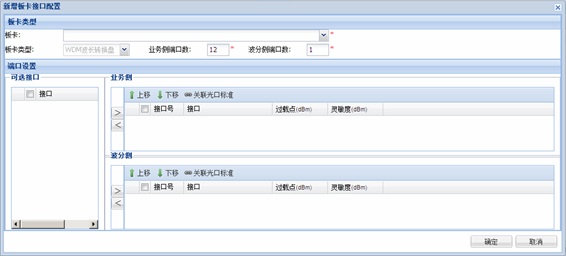 新增板卡接口配置
板卡类型
板卡: *
板卡类型: WDM波长转换盘 业务侧端口数: 12 * 波分侧端口数: 1 *
端口设置
可选接口
接口
业务侧
上移 下移 关联光口标准
接口号 接口 过载点(dBm) 灵敏度(dBm)
>
<
波分侧
上移 下移 关联光口标准
接口号 接口 过载点(dBm) 灵敏度(dBm)
>
<
确定 取消